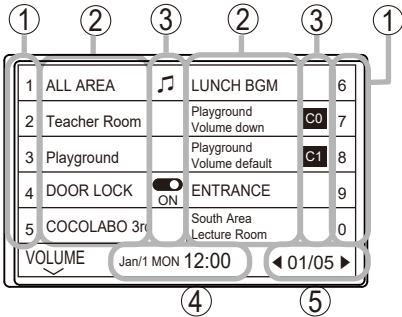 ① ② ③ ② ③ ①
1 ALL AREA ♫ LUNCH BGM 6
2 Teacher Room Playground
Volume down C0 7
3 Playground Playground
Volume default C1 8
4 DOOR LOCK ON ENTRANCE 9
5 COCOLABO 3rd South Area
Lecture Room 0
VOLUME Jan/1 MON 12:00 ◀ 01/05 ▶
④ ⑤